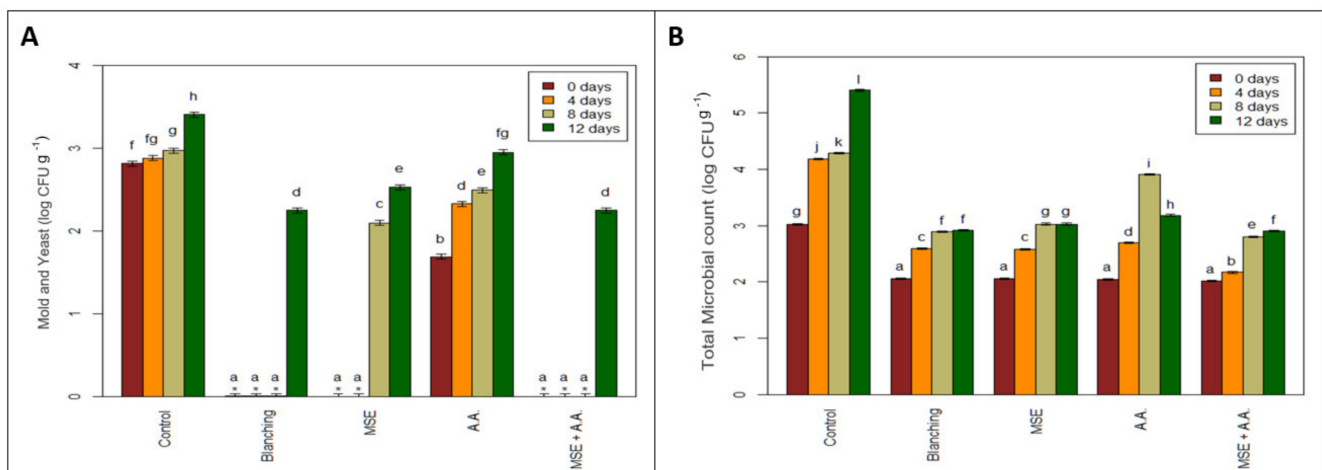 A
Mold and Yeast (log CFU g⁻¹)
4
3
2
1
0
0 days
4 days
8 days
12 days
f fg g h
a a a d
a a c e
b d e fg
a a a d
* * *
* *
* * *
Control
Blanching
MSE
A.A.
MSE + A.A.
B
Total Microbial count (log CFUg⁻¹)
6
5
4
3
2
1
0
0 days
4 days
8 days
12 days
g j k l
a c f f
a c g g
a d i h
a b e f
Control
Blanching
MSE
A.A.
MSE + A.A.